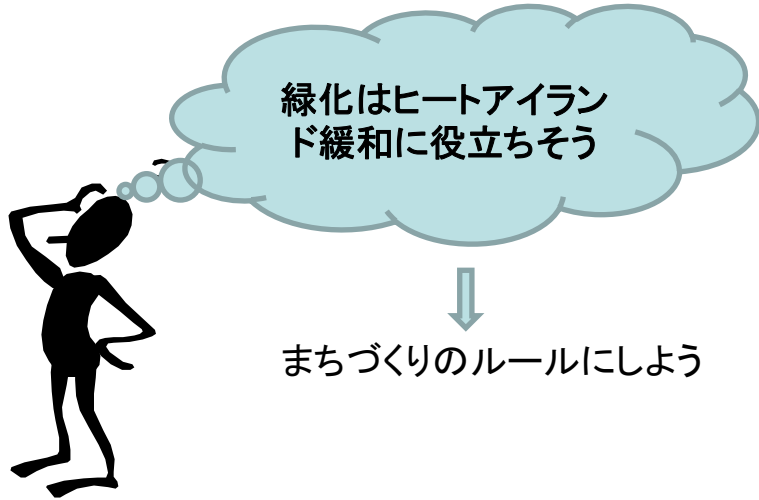 緑化はヒートアイラン
ド緩和に役立ちそう
まちづくりのルールにしよう